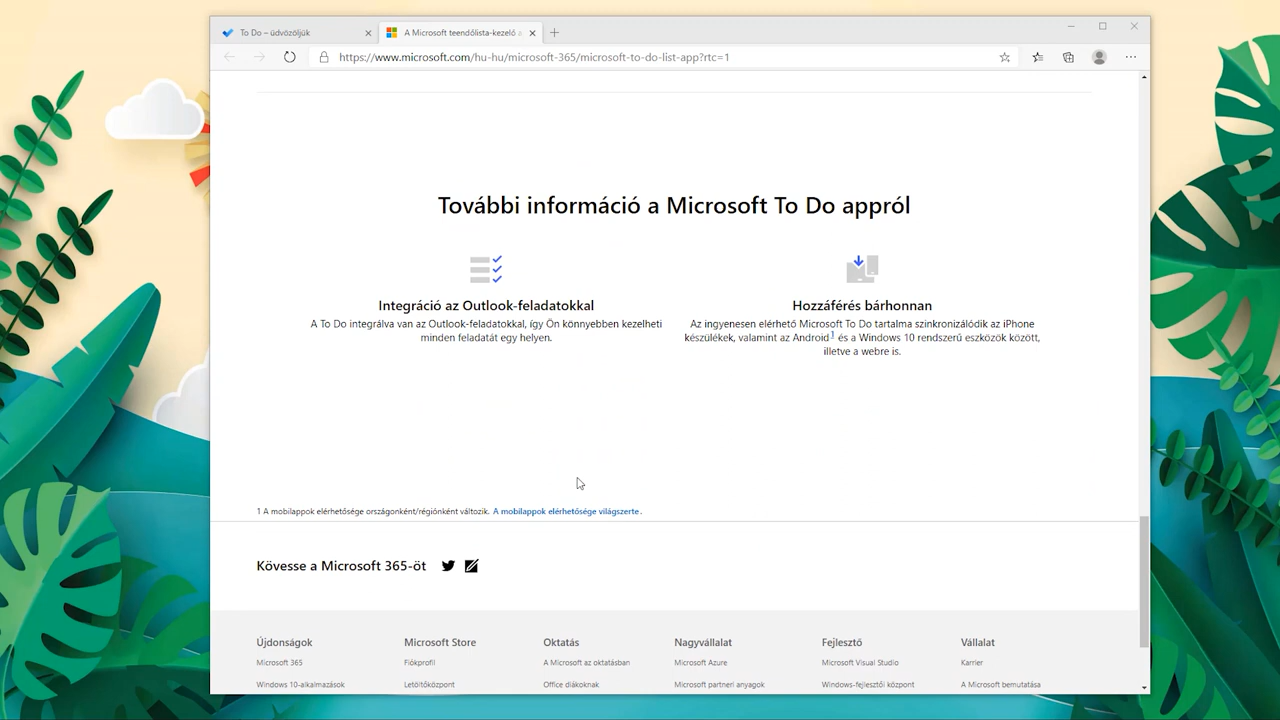 To Do – üdvözöljük
A Microsoft teendőlista-kezelő a
https://www.microsoft.com/hu-hu/microsoft-365/microsoft-to-do-list-app?rtc=1
További információ a Microsoft To Do appról
Integráció az Outlook-feladatokkal
A To Do integrálva van az Outlook-feladatokkal, így Ön könnyebben kezelheti
minden feladatát egy helyen.
Hozzáférés bárhonnan
Az ingyenesen elérhető Microsoft To Do tartalma szinkronizálódik az iPhone
készülékek, valamint az Android1 és a Windows 10 rendszerű eszközök között,
illetve a webre is.
1 A mobilappok elérhetősége országonként/régiónként változik. A mobilappok elérhetősége világszerte.
Kövesse a Microsoft 365-öt
Újdonságok Microsoft Store Oktatás Nagyvállalat Fejlesztő Vállalat
Microsoft 365 Fiókprofil A Microsoft az oktatásban Microsoft Azure Microsoft Visual Studio Karrier
Windows 10-alkalmazások Letöltőközpont Office diákoknak Microsoft partneri anyagok Windows-fejlesztői központ A Microsoft bemutatása